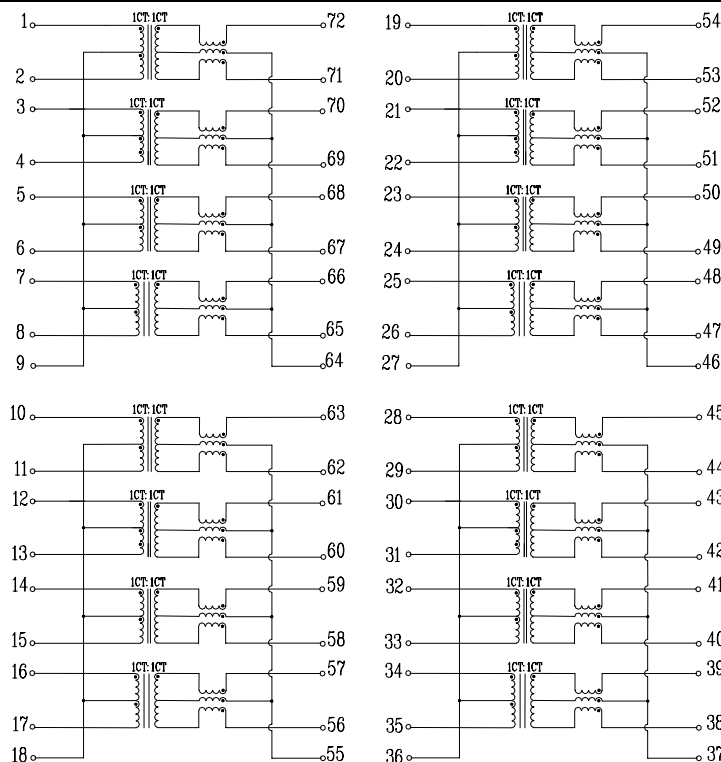 1CT:1CT 1CT:1CT
1 72 19 54
2 71 20 53
1CT:1CT 1CT:1CT
3 70 21 52
4 69 22 51
1CT:1CT 1CT:1CT
5 68 23 50
6 67 24 49
1CT:1CT 1CT:1CT
7 66 25 48
8 65 26 47
9 64 27 46
1CT:1CT 1CT:1CT
10 63 28 45
11 62 29 44
1CT:1CT 1CT:1CT
12 61 30 43
13 60 31 42
1CT:1CT 1CT:1CT
14 59 32 41
15 58 33 40
1CT:1CT 1CT:1CT
16 57 34 39
17 56 35 38
18 55 36 37